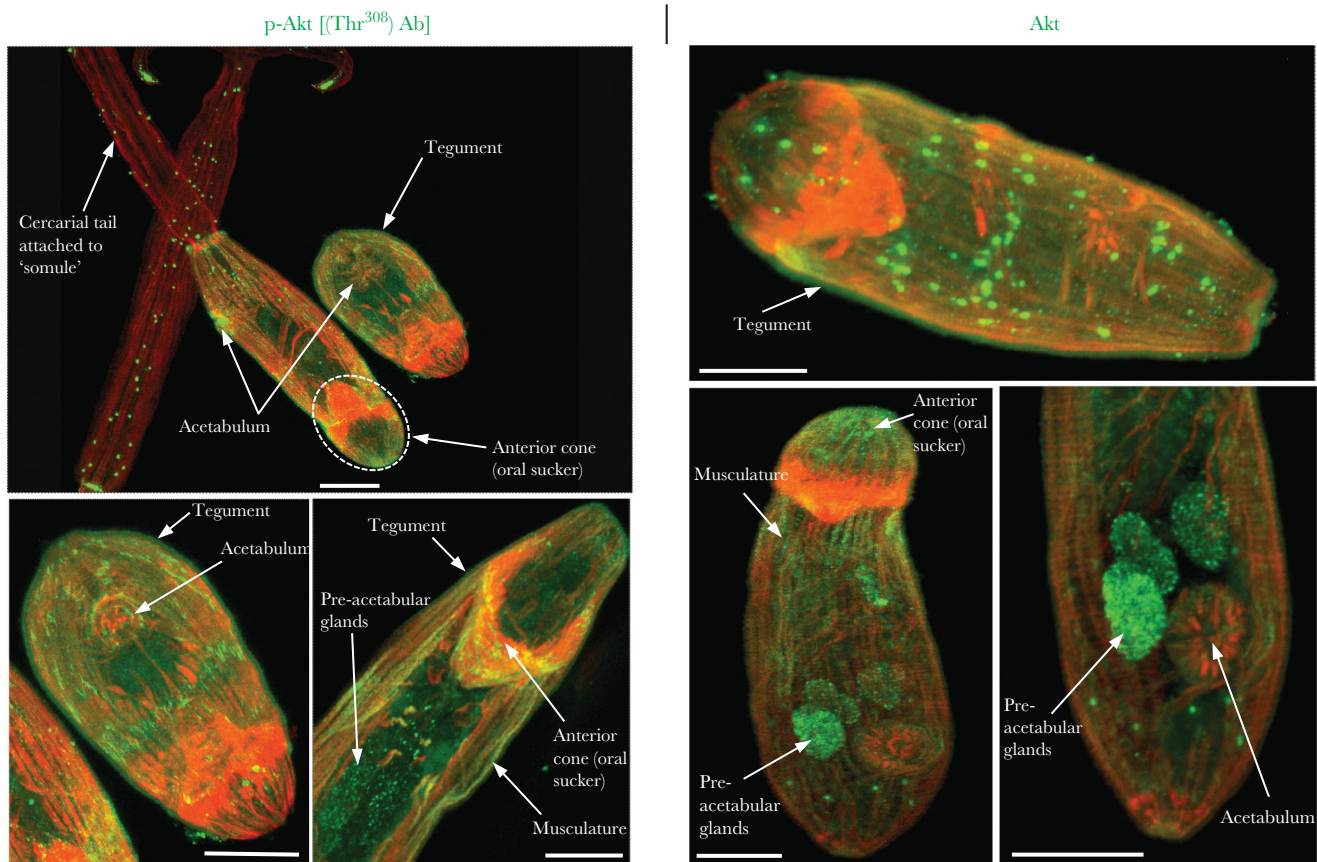 p-Akt [(Thr308) Ab]
Akt
Tegument
Cercarial tail
attached to
‘somule’
Acetabulum
Anterior cone
(oral sucker)
Tegument
Tegument
Acetabulum
Tegument
Pre-acetabular
glands
Anterior
cone (oral
sucker)
Musculature
Anterior
cone (oral
sucker)
Musculature
Pre-
acetabular
glands
Pre-
acetabular
glands
Acetabulum